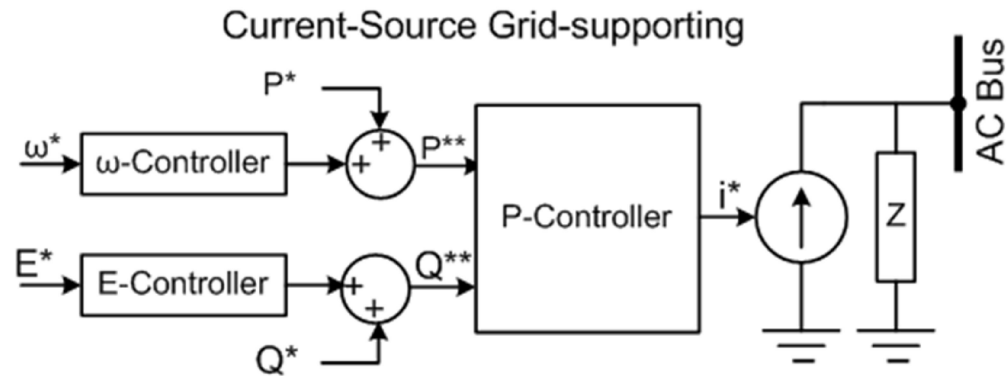 Current-Source Grid-supporting
P*
+
ω*
ω-Controller
+
P**
P-Controller
i*
Z
AC Bus
E*
E-Controller
+
Q**
+
Q*